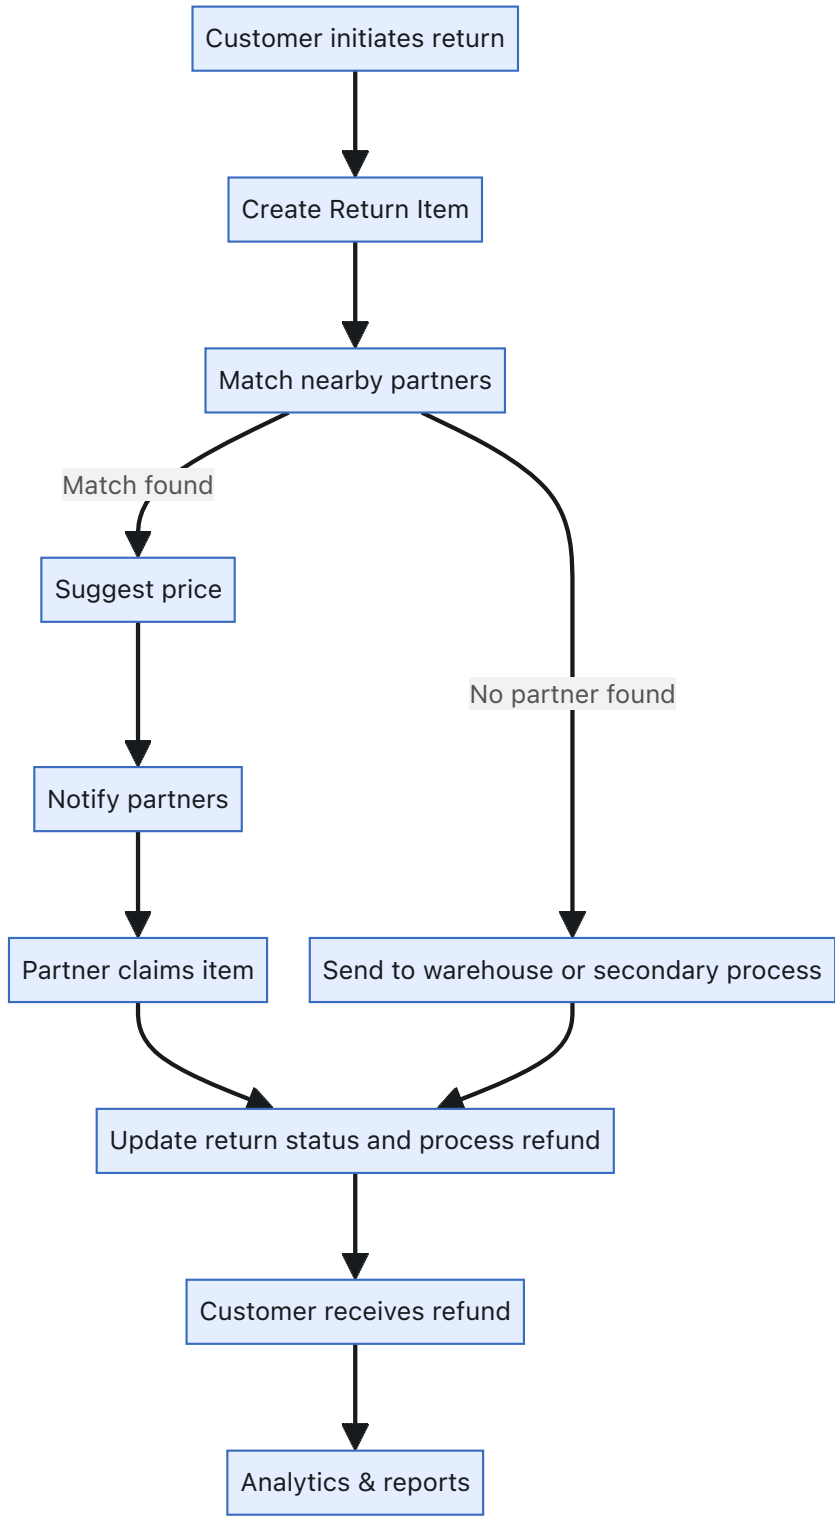 Customer initiates return
Create Return Item
Match nearby partners
Match found
Suggest price
No partner found
Notify partners
Partner claims item
Send to warehouse or secondary process
Update return status and process refund
Customer receives refund
Analytics & reports